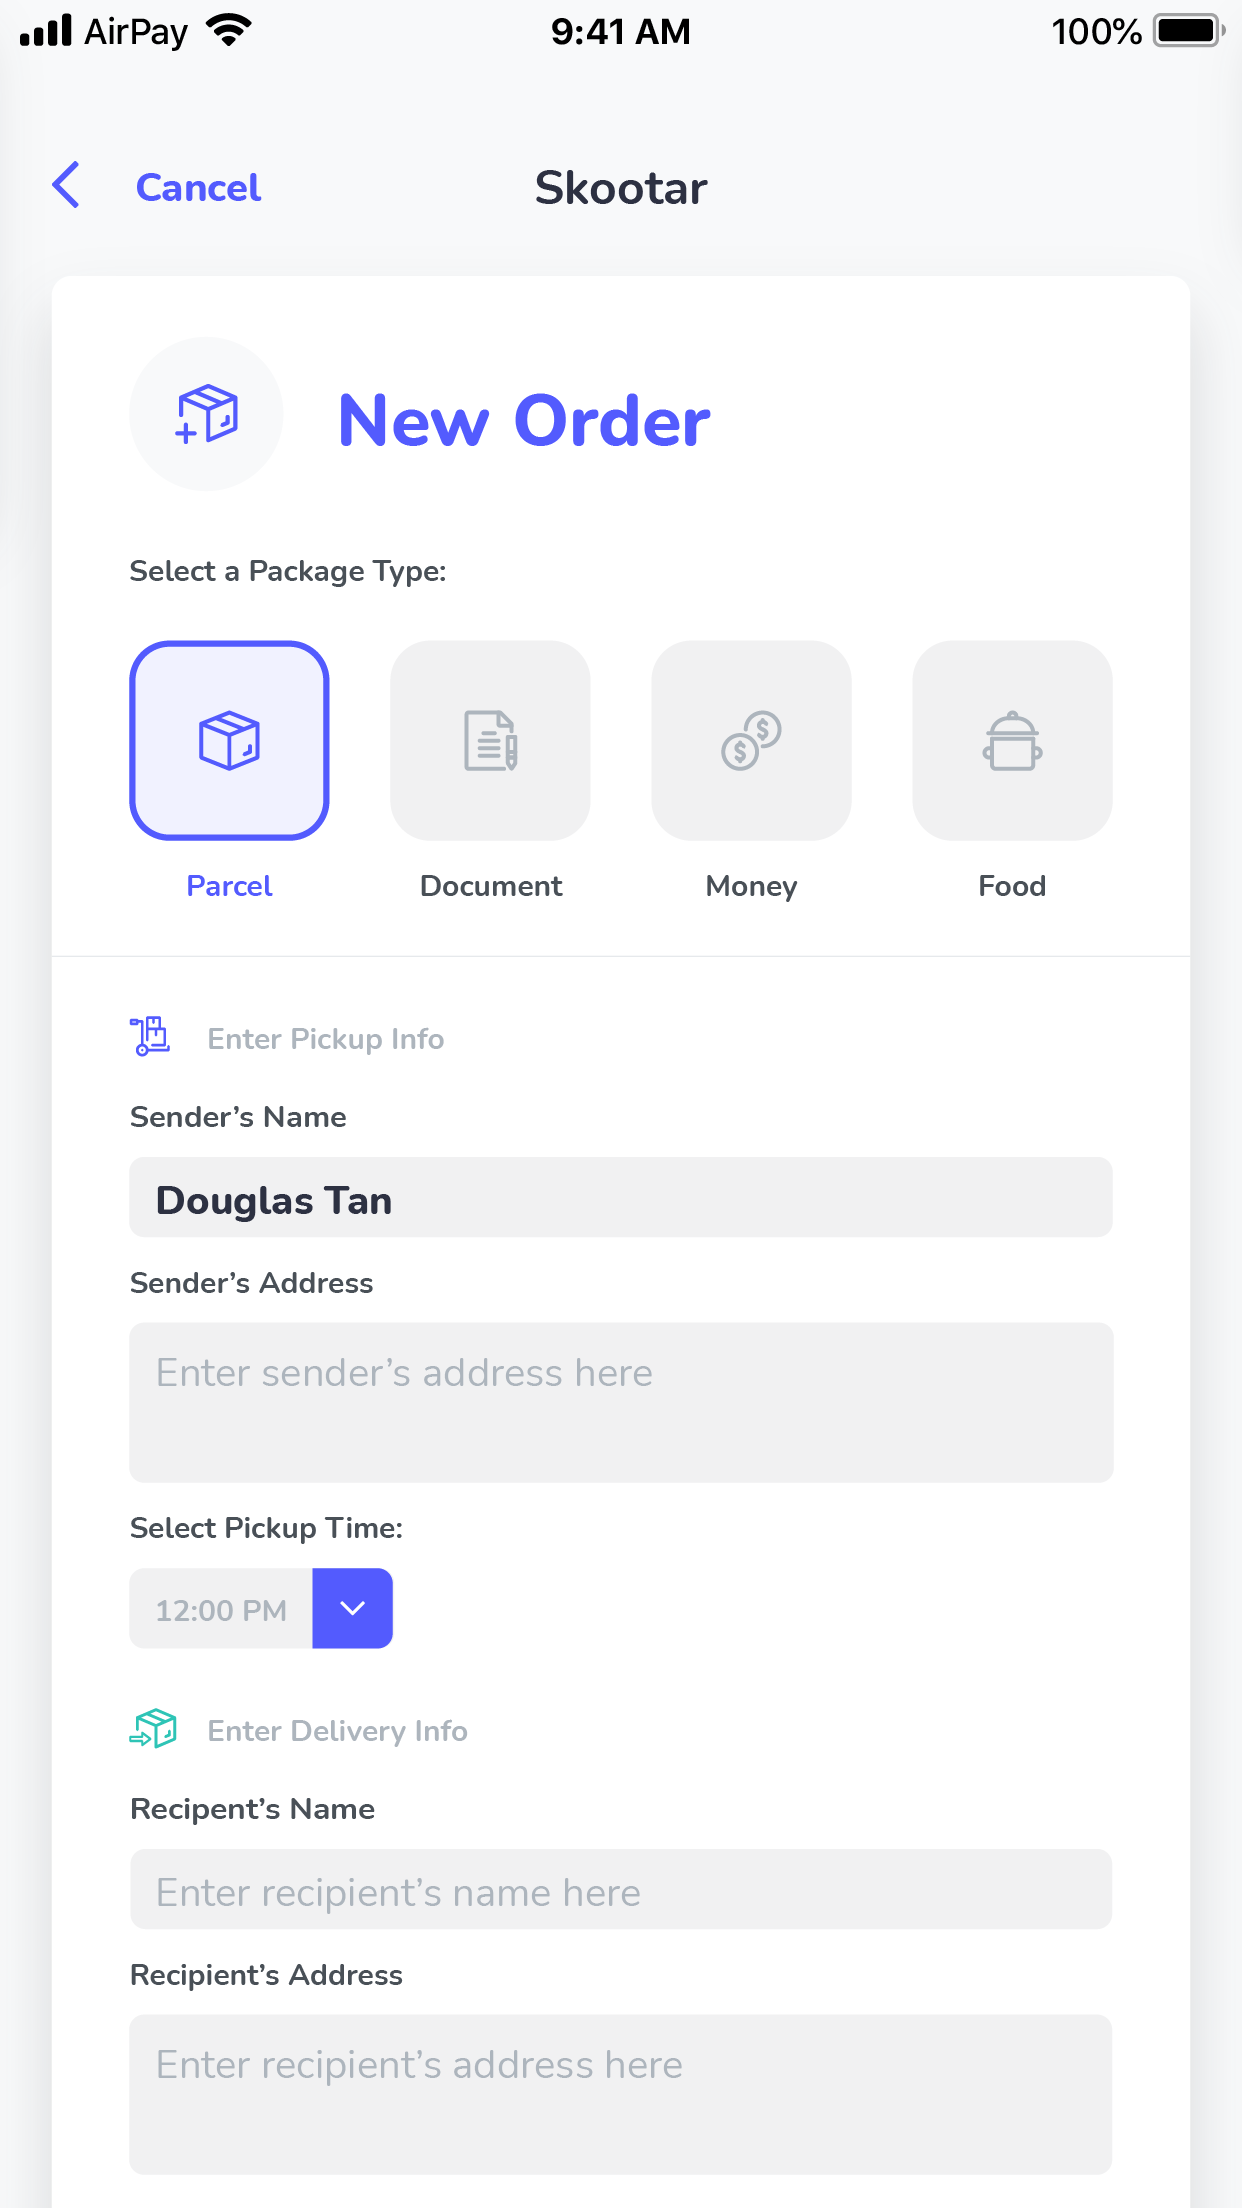 AirPay 9:41 AM 100%
Cancel Skootar
New Order
Select a Package Type:
Parcel Document Money Food
Enter Pickup Info
Sender’s Name
Douglas Tan
Sender’s Address
Enter sender’s address here
Select Pickup Time:
12:00 PM
Enter Delivery Info
Recipent’s Name
Enter recipient’s name here
Recipient’s Address
Enter recipient’s address here